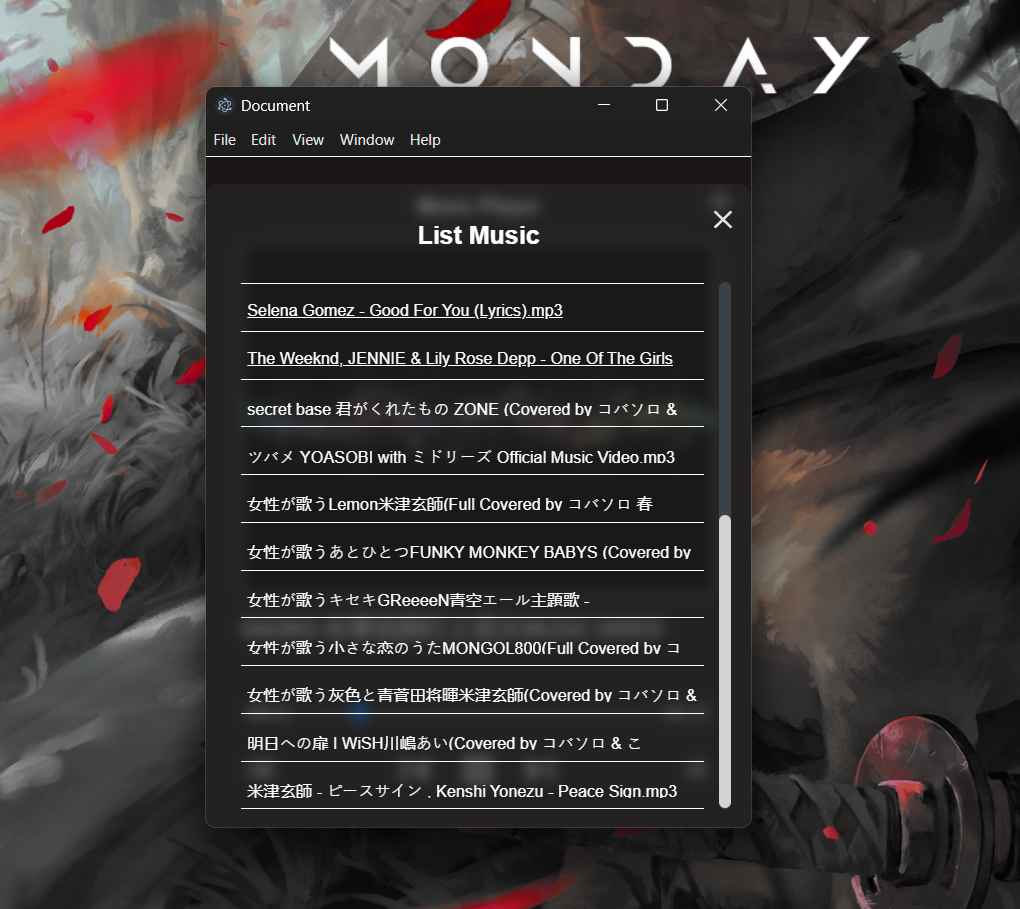 MONDAY
Document
File Edit View Window Help
Music Player
List Music
Selena Gomez - Good For You (Lyrics).mp3
The Weeknd, JENNIE & Lily Rose Depp - One Of The Girls
secret base 君がくれたもの ZONE (Covered by コバソロ &
ツバメ YOASOBI with ミドリーズ Official Music Video.mp3
女性が歌うLemon米津玄師(Full Covered by コバソロ 春
女性が歌うあとひとつFUNKY MONKEY BABYS (Covered by
女性が歌うキセキGReeeeN青空エール主題歌 -
女性が歌う小さな恋のうたMONGOL800(Full Covered by コ
女性が歌う灰色と青菅田将暉米津玄師(Covered by コバソロ &
明日への扉 I WiSH川嶋あい(Covered by コバソロ & こ
米津玄師 - ピースサイン . Kenshi Yonezu - Peace Sign.mp3